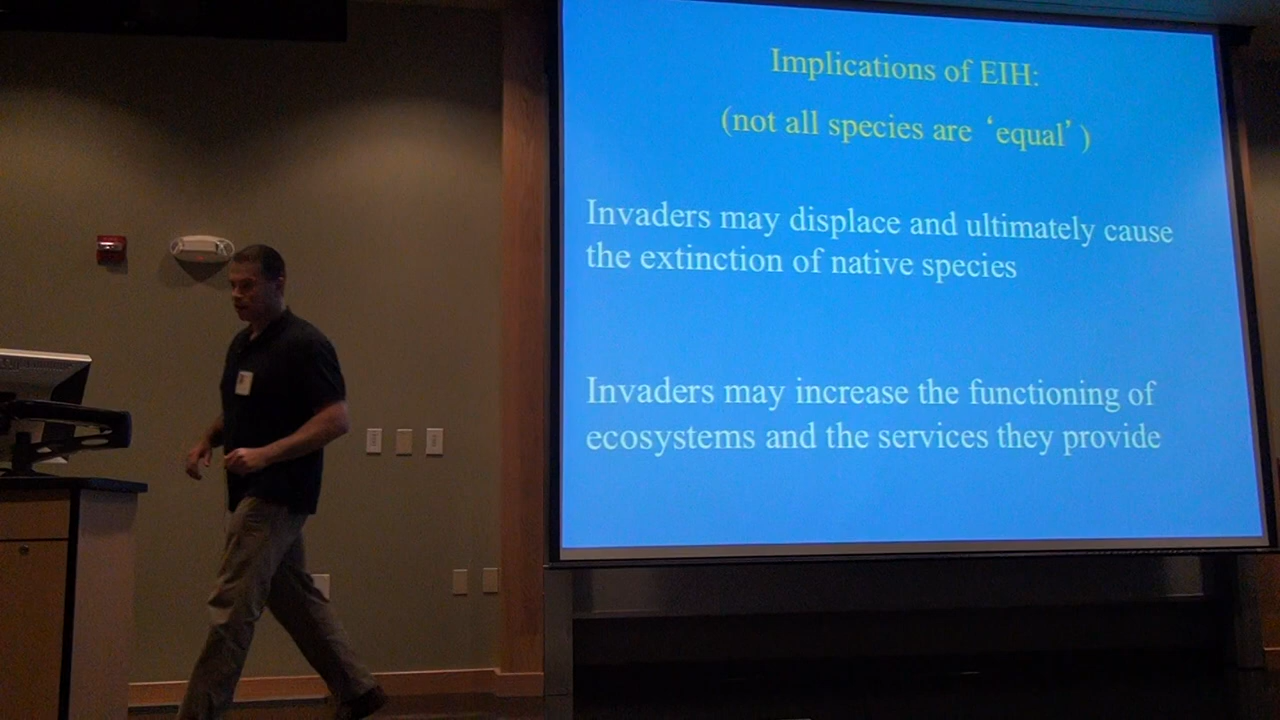 Implications of EIH:
(not all species are ‘equal’ )
Invaders may displace and ultimately cause
the extinction of native species
Invaders may increase the functioning of
ecosystems and the services they provide